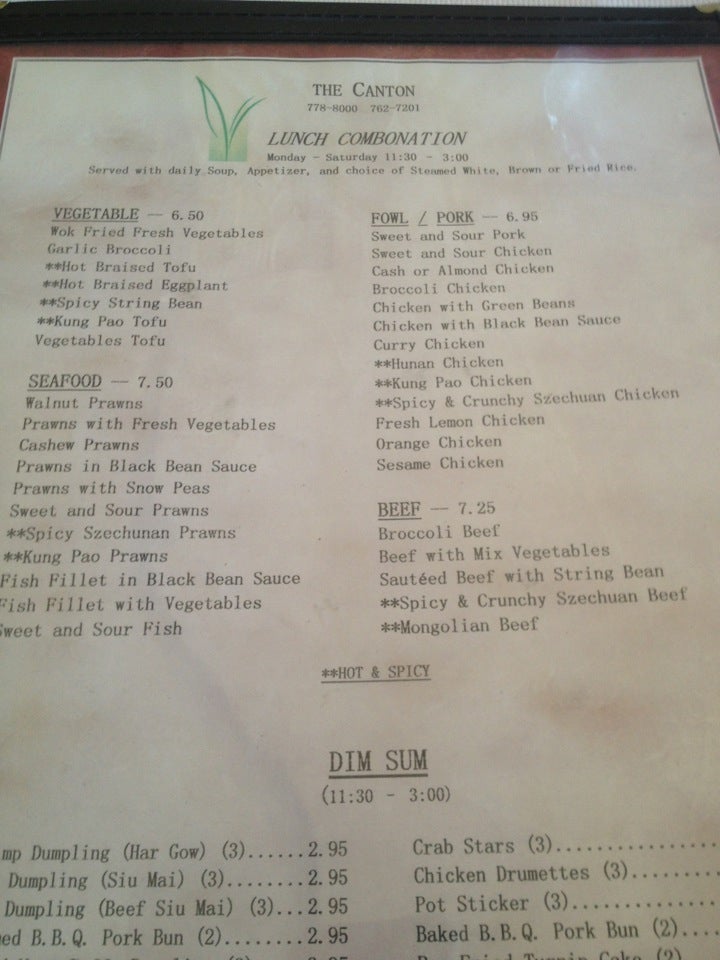 THE CANTON
778-8000 762-7201
LUNCH COMBONATION
Monday - Saturday 11:30 - 3:00
Served with daily Soup, Appetizer, and choice of Steamed White, Brown or Fried Rice.
VEGETABLE -- 6.50
Wok Fried Fresh Vegetables
Garlic Broccoli
**Hot Braised Tofu
**Hot Braised Eggplant
**Spicy String Bean
**Kung Pao Tofu
Vegetables Tofu
SEAFOOD -- 7.50
Walnut Prawns
Prawns with Fresh Vegetables
Cashew Prawns
Prawns in Black Bean Sauce
Prawns with Snow Peas
Sweet and Sour Prawns
**Spicy Szechunan Prawns
**Kung Pao Prawns
Fish Fillet in Black Bean Sauce
Fish Fillet with Vegetables
Sweet and Sour Fish
FOWL / PORK -- 6.95
Sweet and Sour Pork
Sweet and Sour Chicken
Cash or Almond Chicken
Broccoli Chicken
Chicken with Green Beans
Chicken with Black Bean Sauce
Curry Chicken
**Hunan Chicken
**Kung Pao Chicken
**Spicy & Crunchy Szechuan Chicken
Fresh Lemon Chicken
Orange Chicken
Sesame Chicken
BEEF -- 7.25
Broccoli Beef
Beef with Mix Vegetables
Sautéed Beef with String Bean
**Spicy & Crunchy Szechuan Beef
**Mongolian Beef
**HOT & SPICY
DIM SUM
(11:30 - 3:00)
Dumpling (Har Gow) (3)......2.95
Dumpling (Siu Mai) (3)........2.95
Dumpling (Beef Siu Mai) (3)...2.95
B.B.Q. Pork Bun (2)........2.95
Crab Stars (3)................
Chicken Drumettes (3).........
Pot Sticker (3)...............
Baked B.B.Q. Pork Bun (2)....